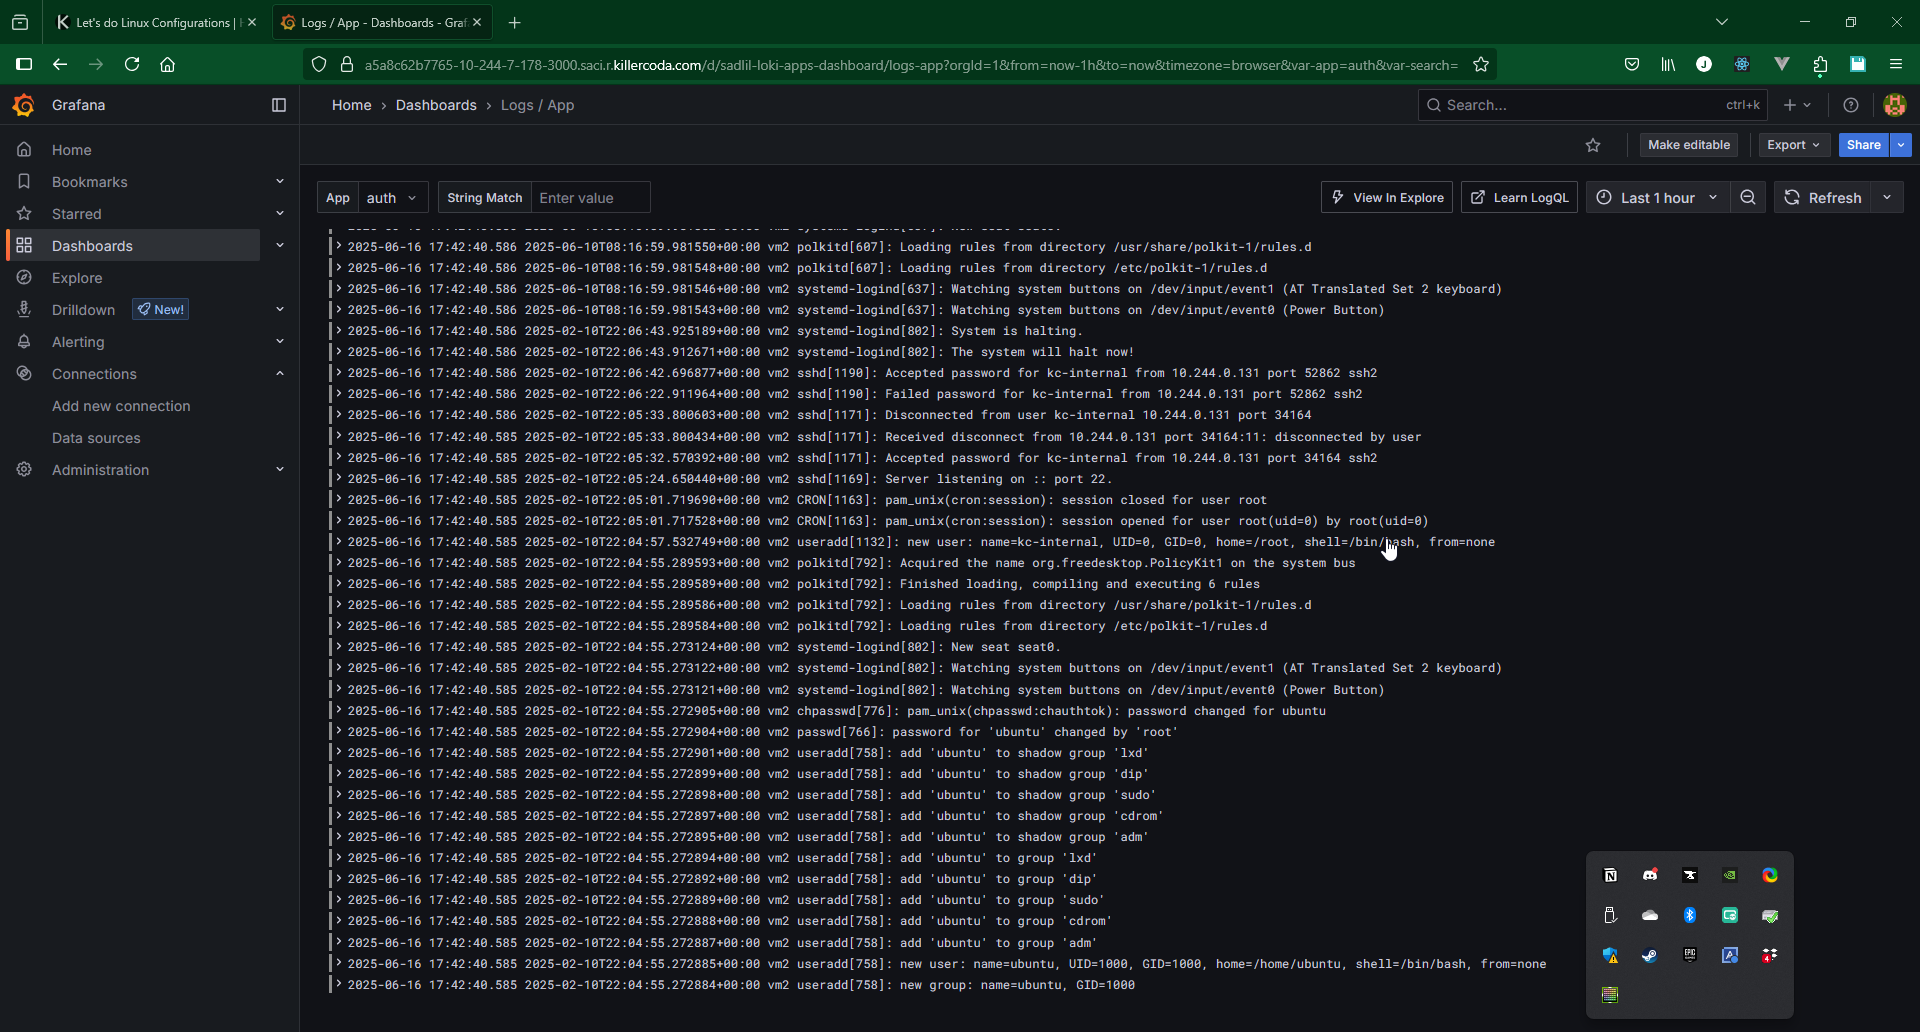 Let's do Linux Configurations |
Logs / App - Dashboards - Graf
a5a8c62b7765-10-244-7-178-3000.saci.r.killercoda.com/d/sadlil-loki-apps-dashboard/logs-app?orgId=1&from=now-1h&to=now&timezone=browser&var-app=auth&var-search=
Grafana
Home › Dashboards › Logs / App
Search...
ctrl+k
Make editable
Export
Share
Home
Bookmarks
Starred
Dashboards
Explore
Drilldown
New!
Alerting
Connections
Add new connection
Data sources
Administration
App
auth
String Match
Enter value
View In Explore
Learn LogQL
Last 1 hour
Refresh
2025-06-16 17:42:40.586 2025-06-10T08:16:59.981550+00:00 vm2 polkitd[607]: Loading rules from directory /usr/share/polkit-1/rules.d
2025-06-16 17:42:40.586 2025-06-10T08:16:59.981548+00:00 vm2 polkitd[607]: Loading rules from directory /etc/polkit-1/rules.d
2025-06-16 17:42:40.586 2025-06-10T08:16:59.981546+00:00 vm2 systemd-logind[637]: Watching system buttons on /dev/input/event1 (AT Translated Set 2 keyboard)
2025-06-16 17:42:40.586 2025-06-10T08:16:59.981543+00:00 vm2 systemd-logind[637]: Watching system buttons on /dev/input/event0 (Power Button)
2025-06-16 17:42:40.586 2025-02-10T22:06:43.925189+00:00 vm2 systemd-logind[802]: System is halting.
2025-06-16 17:42:40.586 2025-02-10T22:06:43.912671+00:00 vm2 systemd-logind[802]: The system will halt now!
2025-06-16 17:42:40.586 2025-02-10T22:06:42.696877+00:00 vm2 sshd[1190]: Accepted password for kc-internal from 10.244.0.131 port 52862 ssh2
2025-06-16 17:42:40.586 2025-02-10T22:06:22.911964+00:00 vm2 sshd[1190]: Failed password for kc-internal from 10.244.0.131 port 52862 ssh2
2025-06-16 17:42:40.586 2025-02-10T22:05:33.800603+00:00 vm2 sshd[1171]: Disconnected from user kc-internal 10.244.0.131 port 34164
2025-06-16 17:42:40.585 2025-02-10T22:05:33.800434+00:00 vm2 sshd[1171]: Received disconnect from 10.244.0.131 port 34164:11: disconnected by user
2025-06-16 17:42:40.585 2025-02-10T22:05:32.570392+00:00 vm2 sshd[1171]: Accepted password for kc-internal from 10.244.0.131 port 34164 ssh2
2025-06-16 17:42:40.585 2025-02-10T22:05:24.650440+00:00 vm2 sshd[1169]: Server listening on :: port 22.
2025-06-16 17:42:40.585 2025-02-10T22:05:01.719690+00:00 vm2 CRON[1163]: pam_unix(cron:session): session closed for user root
2025-06-16 17:42:40.585 2025-02-10T22:05:01.717528+00:00 vm2 CRON[1163]: pam_unix(cron:session): session opened for user root(uid=0) by root(uid=0)
2025-06-16 17:42:40.585 2025-02-10T22:04:57.532749+00:00 vm2 useradd[1132]: new user: name=kc-internal, UID=0, GID=0, home=/root, shell=/bin/bash, from=none
2025-06-16 17:42:40.585 2025-02-10T22:04:55.289593+00:00 vm2 polkitd[792]: Acquired the name org.freedesktop.PolicyKit1 on the system bus
2025-06-16 17:42:40.585 2025-02-10T22:04:55.289589+00:00 vm2 polkitd[792]: Finished loading, compiling and executing 6 rules
2025-06-16 17:42:40.585 2025-02-10T22:04:55.289586+00:00 vm2 polkitd[792]: Loading rules from directory /usr/share/polkit-1/rules.d
2025-06-16 17:42:40.585 2025-02-10T22:04:55.289584+00:00 vm2 polkitd[792]: Loading rules from directory /etc/polkit-1/rules.d
2025-06-16 17:42:40.585 2025-02-10T22:04:55.273124+00:00 vm2 systemd-logind[802]: New seat seat0.
2025-06-16 17:42:40.585 2025-02-10T22:04:55.273122+00:00 vm2 systemd-logind[802]: Watching system buttons on /dev/input/event1 (AT Translated Set 2 keyboard)
2025-06-16 17:42:40.585 2025-02-10T22:04:55.273121+00:00 vm2 systemd-logind[802]: Watching system buttons on /dev/input/event0 (Power Button)
2025-06-16 17:42:40.585 2025-02-10T22:04:55.272905+00:00 vm2 chpasswd[776]: pam_unix(chpasswd:chauthtok): password changed for ubuntu
2025-06-16 17:42:40.585 2025-02-10T22:04:55.272904+00:00 vm2 passwd[766]: password for 'ubuntu' changed by 'root'
2025-06-16 17:42:40.585 2025-02-10T22:04:55.272901+00:00 vm2 useradd[758]: add 'ubuntu' to shadow group 'lxd'
2025-06-16 17:42:40.585 2025-02-10T22:04:55.272899+00:00 vm2 useradd[758]: add 'ubuntu' to shadow group 'dip'
2025-06-16 17:42:40.585 2025-02-10T22:04:55.272898+00:00 vm2 useradd[758]: add 'ubuntu' to shadow group 'sudo'
2025-06-16 17:42:40.585 2025-02-10T22:04:55.272897+00:00 vm2 useradd[758]: add 'ubuntu' to shadow group 'cdrom'
2025-06-16 17:42:40.585 2025-02-10T22:04:55.272895+00:00 vm2 useradd[758]: add 'ubuntu' to shadow group 'adm'
2025-06-16 17:42:40.585 2025-02-10T22:04:55.272894+00:00 vm2 useradd[758]: add 'ubuntu' to group 'lxd'
2025-06-16 17:42:40.585 2025-02-10T22:04:55.272892+00:00 vm2 useradd[758]: add 'ubuntu' to group 'dip'
2025-06-16 17:42:40.585 2025-02-10T22:04:55.272889+00:00 vm2 useradd[758]: add 'ubuntu' to group 'sudo'
2025-06-16 17:42:40.585 2025-02-10T22:04:55.272888+00:00 vm2 useradd[758]: add 'ubuntu' to group 'cdrom'
2025-06-16 17:42:40.585 2025-02-10T22:04:55.272887+00:00 vm2 useradd[758]: add 'ubuntu' to group 'adm'
2025-06-16 17:42:40.585 2025-02-10T22:04:55.272885+00:00 vm2 useradd[758]: new user: name=ubuntu, UID=1000, GID=1000, home=/home/ubuntu, shell=/bin/bash, from=none
2025-06-16 17:42:40.585 2025-02-10T22:04:55.272884+00:00 vm2 useradd[758]: new group: name=ubuntu, GID=1000